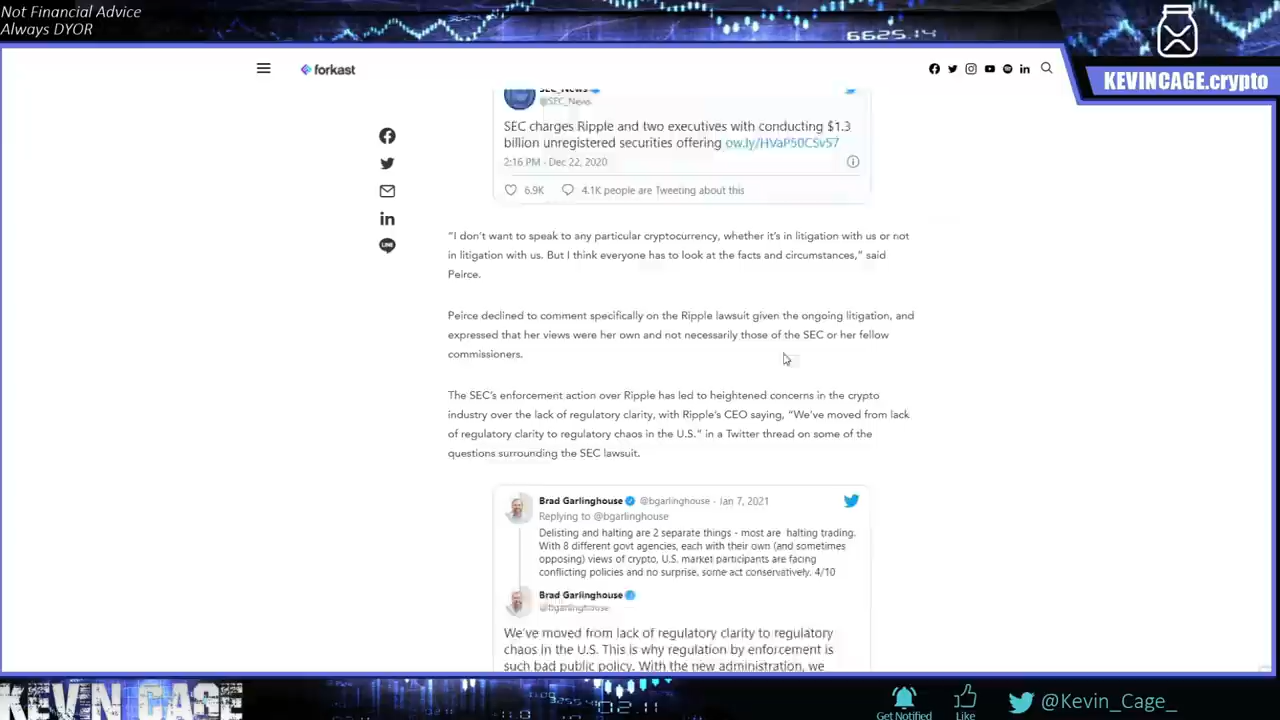 Not Financial Advice
Always DYOR
6625.14
KEVINCAGE.crypto
forkast
SEC_News
@SEC_News
SEC charges Ripple and two executives with conducting $1.3
billion unregistered securities offering ow.ly/HVaP50CSv57
2:16 PM - Dec 22, 2020
6.9K 4.1K people are Tweeting about this
“I don’t want to speak to any particular cryptocurrency, whether it’s in litigation with us or not
in litigation with us. But I think everyone has to look at the facts and circumstances,” said
Peirce.
Peirce declined to comment specifically on the Ripple lawsuit given the ongoing litigation, and
expressed that her views were her own and not necessarily those of the SEC or her fellow
commissioners.
The SEC’s enforcement action over Ripple has led to heightened concerns in the crypto
industry over the lack of regulatory clarity, with Ripple’s CEO saying, “We’ve moved from lack
of regulatory clarity to regulatory chaos in the U.S.” in a Twitter thread on some of the
questions surrounding the SEC lawsuit.
Brad Garlinghouse @bgarlinghouse · Jan 7, 2021
Replying to @bgarlinghouse
Delisting and halting are 2 separate things - most are halting trading.
With 8 different govt agencies, each with their own (and sometimes
opposing) views of crypto, U.S. market participants are facing
conflicting policies and no surprise, some act conservatively. 4/10
Brad Garlinghouse
@bgarlinghouse
We’ve moved from lack of regulatory clarity to regulatory
chaos in the U.S. This is why regulation by enforcement is
such bad public policy. With the new administration, we
KEVIN CAGE
Get Notified
Like
@Kevin_Cage_